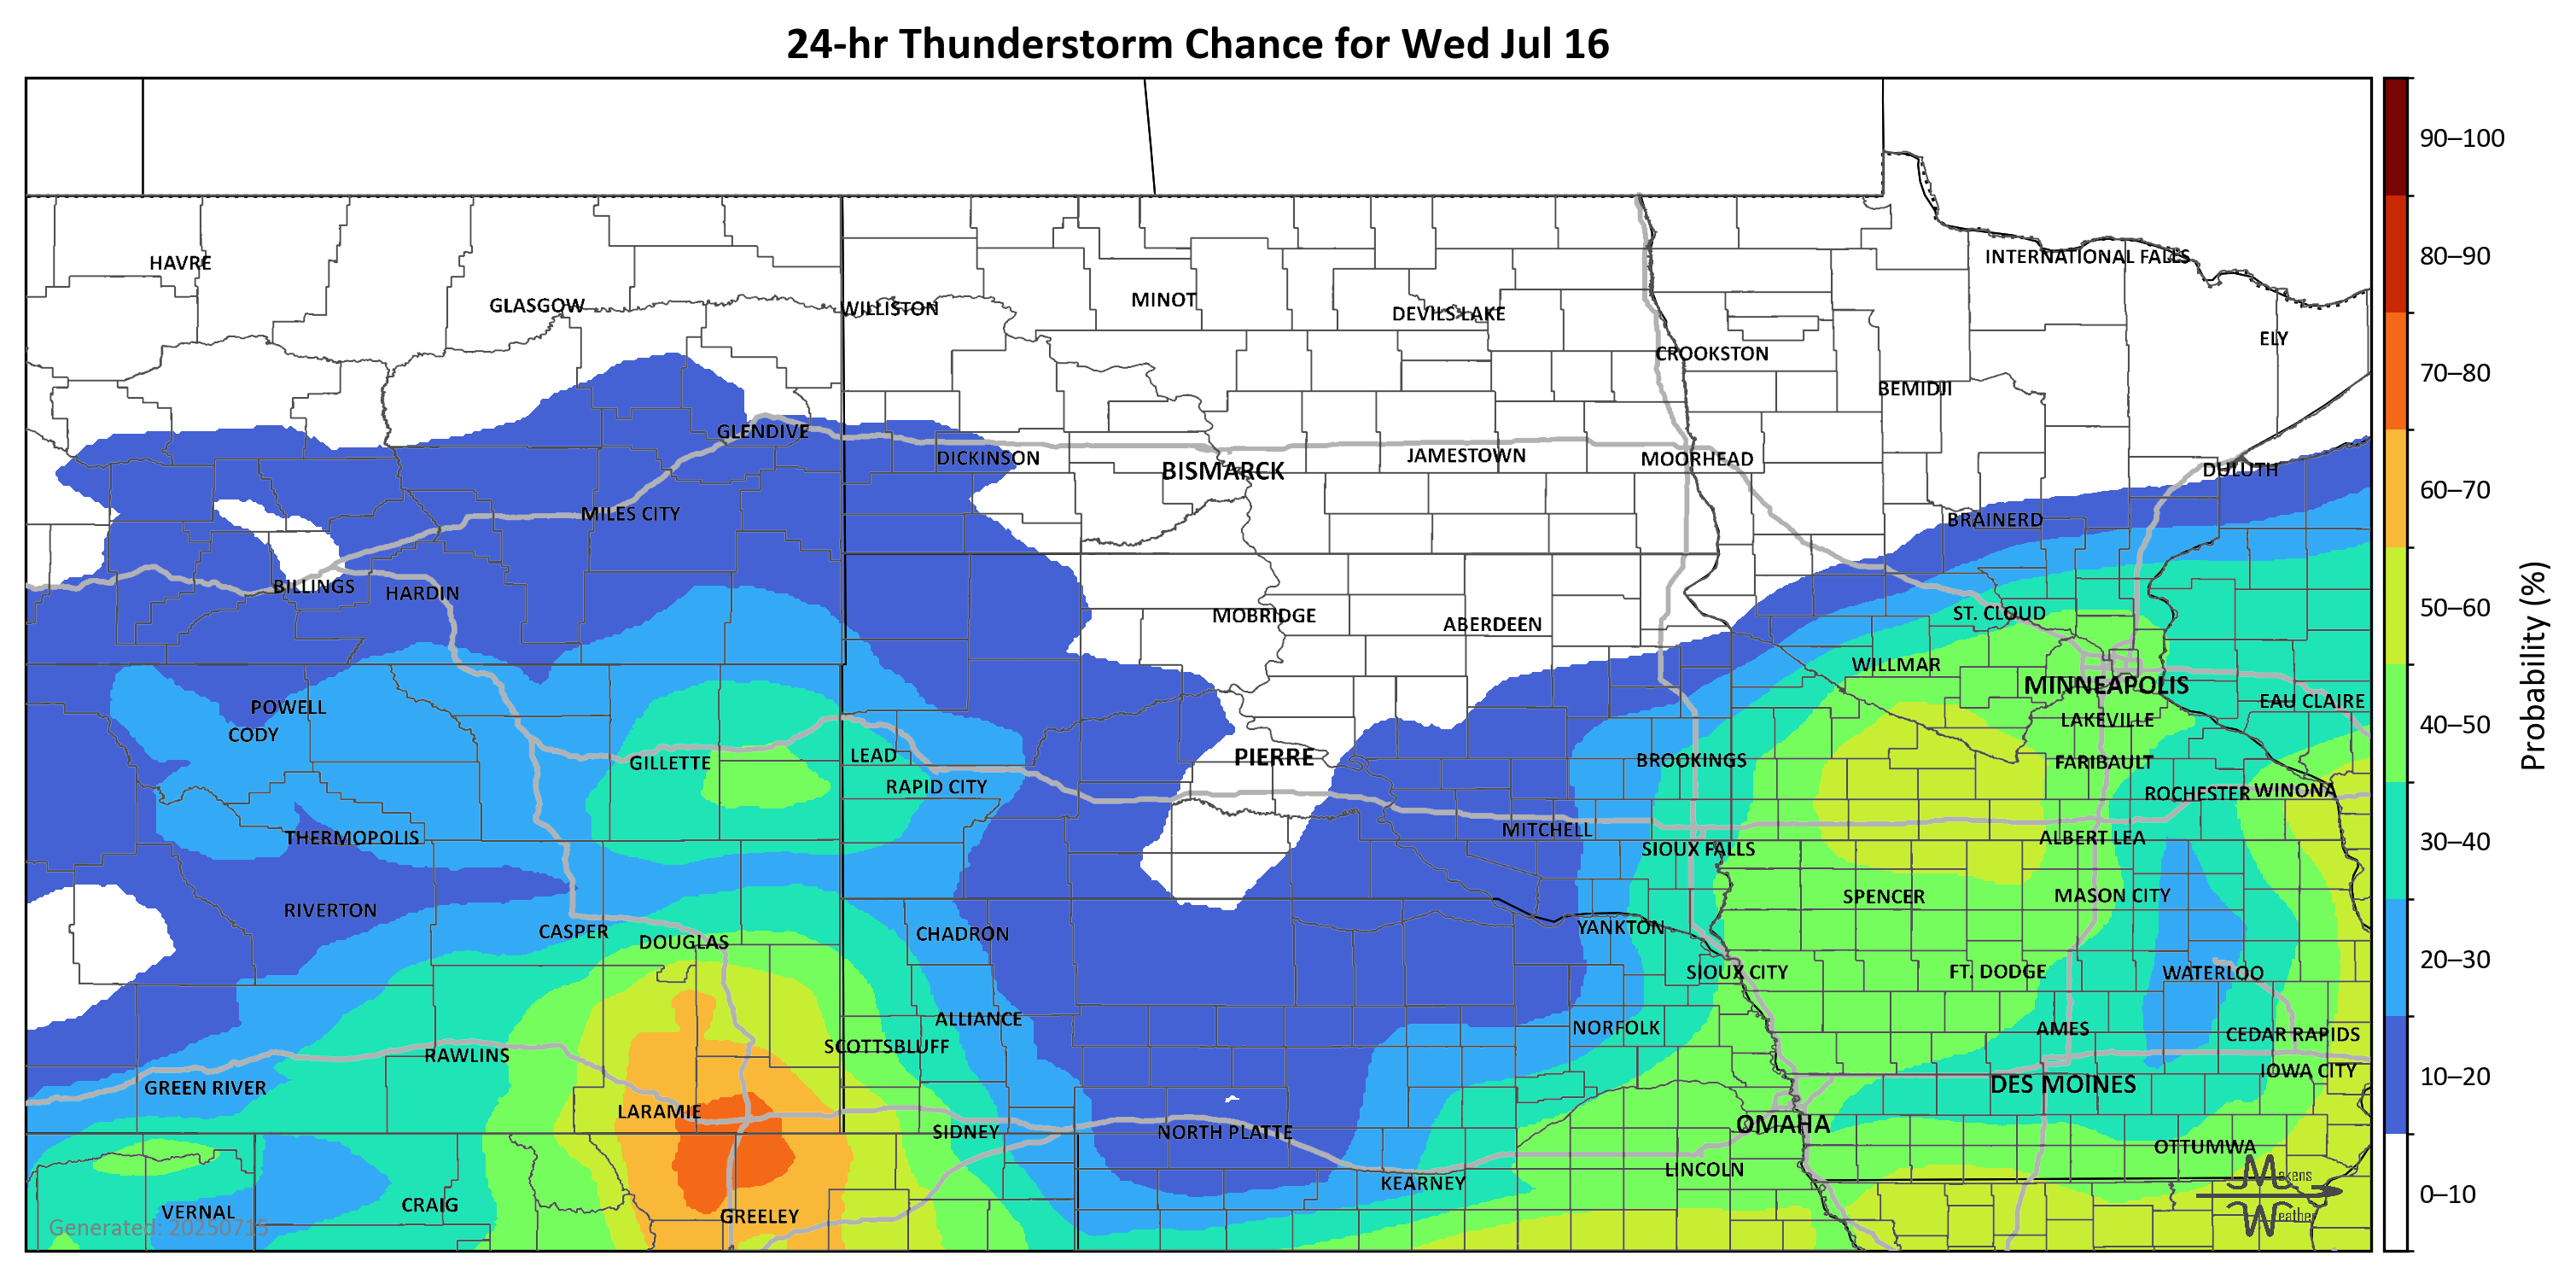 24-hr Thunderstorm Chance for Wed Jul 16
90–100
80–90
70–80
60–70
50–60
40–50
30–40
20–30
10–20
0–10
Probability (%)
INTERNATIONAL FALLS
HAVRE
MINOT
GLASGOW
WILLISTON
DEVILS LAKE
ELY
CROOKSTON
BEMIDJI
GLENDIVE
DICKINSON
BISMARCK
JAMESTOWN
MOORHEAD
DULUTH
MILES CITY
BRAINERD
BILLINGS
HARDIN
MOBRIDGE
ABERDEEN
ST. CLOUD
WILLMAR
MINNEAPOLIS
EAU CLAIRE
POWELL
CODY
LAKEVILLE
GILLETTE
LEAD
PIERRE
BROOKINGS
FARIBAULT
RAPID CITY
ROCHESTER
WINONA
THERMOPOLIS
MITCHELL
ALBERT LEA
SIOUX FALLS
SPENCER
MASON CITY
RIVERTON
CASPER
DOUGLAS
CHADRON
YANKTON
SIOUX CITY
FT. DODGE
WATERLOO
ALLIANCE
NORFOLK
AMES
CEDAR RAPIDS
SCOTTSBLUFF
RAWLINS
GREEN RIVER
DES MOINES
IOWA CITY
LARAMIE
SIDNEY
NORTH PLATTE
OMAHA
OTTUMWA
LINCOLN
KEARNEY
CRAIG
VERNAL
GREELEY
Makens
Weather
Generated: 20250715